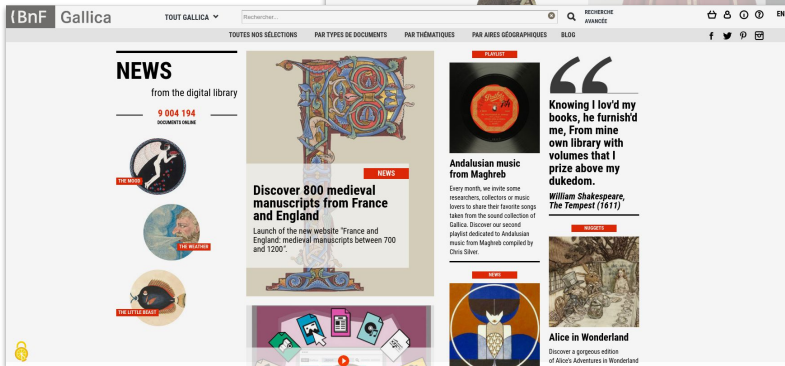 {BnF Gallica
TOUT GALLICA
Rechercher...
RECHERCHE
AVANCÉE
EN
TOUTES NOS SÉLECTIONS PAR TYPES DE DOCUMENTS PAR THÉMATIQUES PAR AIRES GÉOGRAPHIQUES BLOG
NEWS
from the digital library
9 004 194
DOCUMENTS ONLINE
THE MOOD
THE WEATHER
THE LITTLE BEAST
NEWS
Discover 800 medieval
manuscripts from France
and England
Launch of the new website "France and
England: medieval manuscripts between 700
and 1200".
PLAYLIST
Andalusian music
from Maghreb
Every month, we invite some
researchers, collectors or music
lovers to share their favorite songs
taken from the sound collection of
Gallica. Discover our second
playlist dedicated to Andalusian
music from Maghreb compiled by
Chris Silver.
NEWS
Knowing I lov'd my
books, he furnish'd
me, From mine
own library with
volumes that I
prize above my
dukedom.
William Shakespeare,
The Tempest (1611)
NUGGETS
Alice in Wonderland
Discover a gorgeous edition
of Alice's Adventures in Wonderland